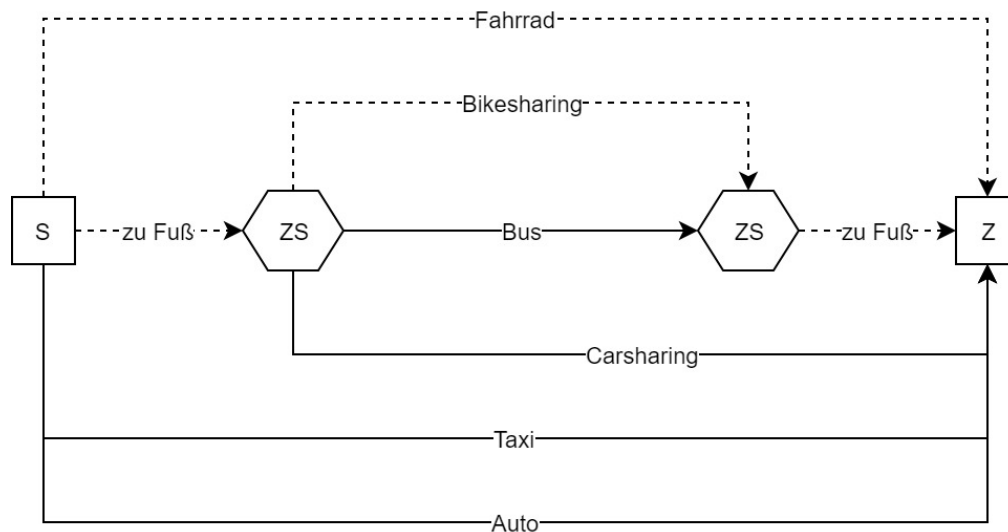 Fahrrad
Bikesharing
S
zu Fuß
ZS
Bus
ZS
zu Fuß
Z
Carsharing
Taxi
Auto